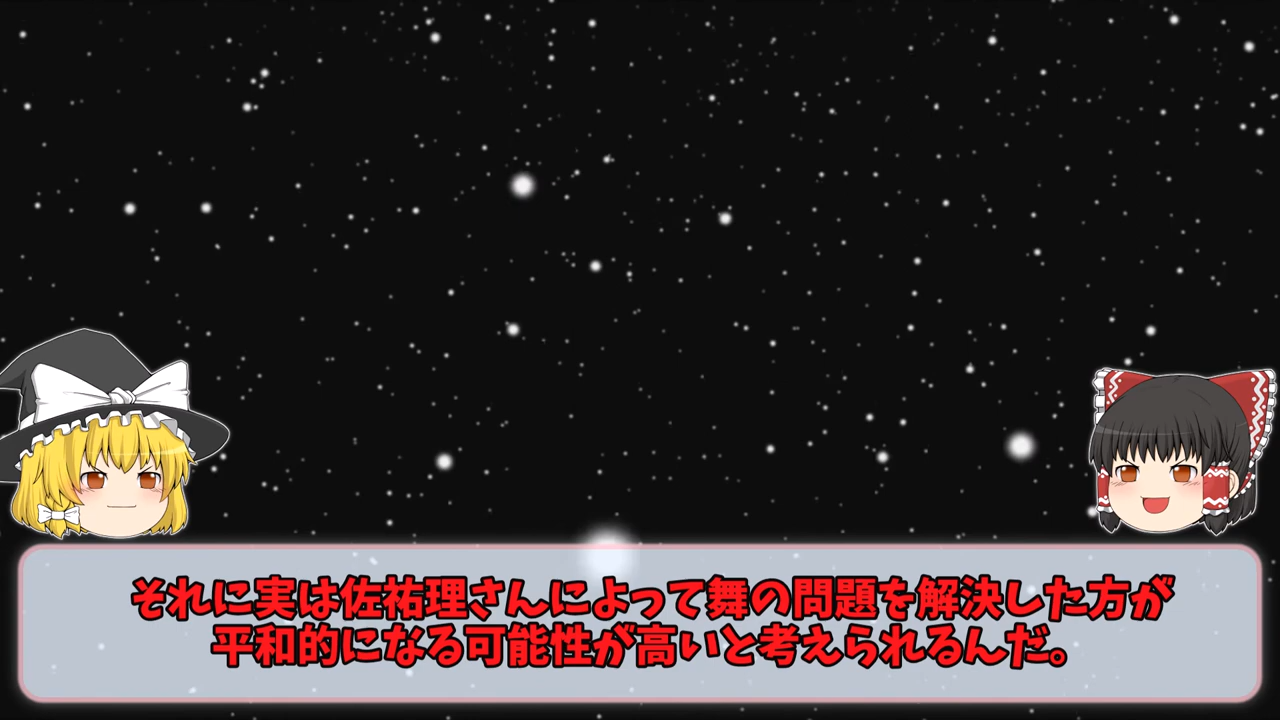 それに実は佐祐理さんによって舞の問題を解決した方が
平和的になる可能性が高いと考えられるんだ。